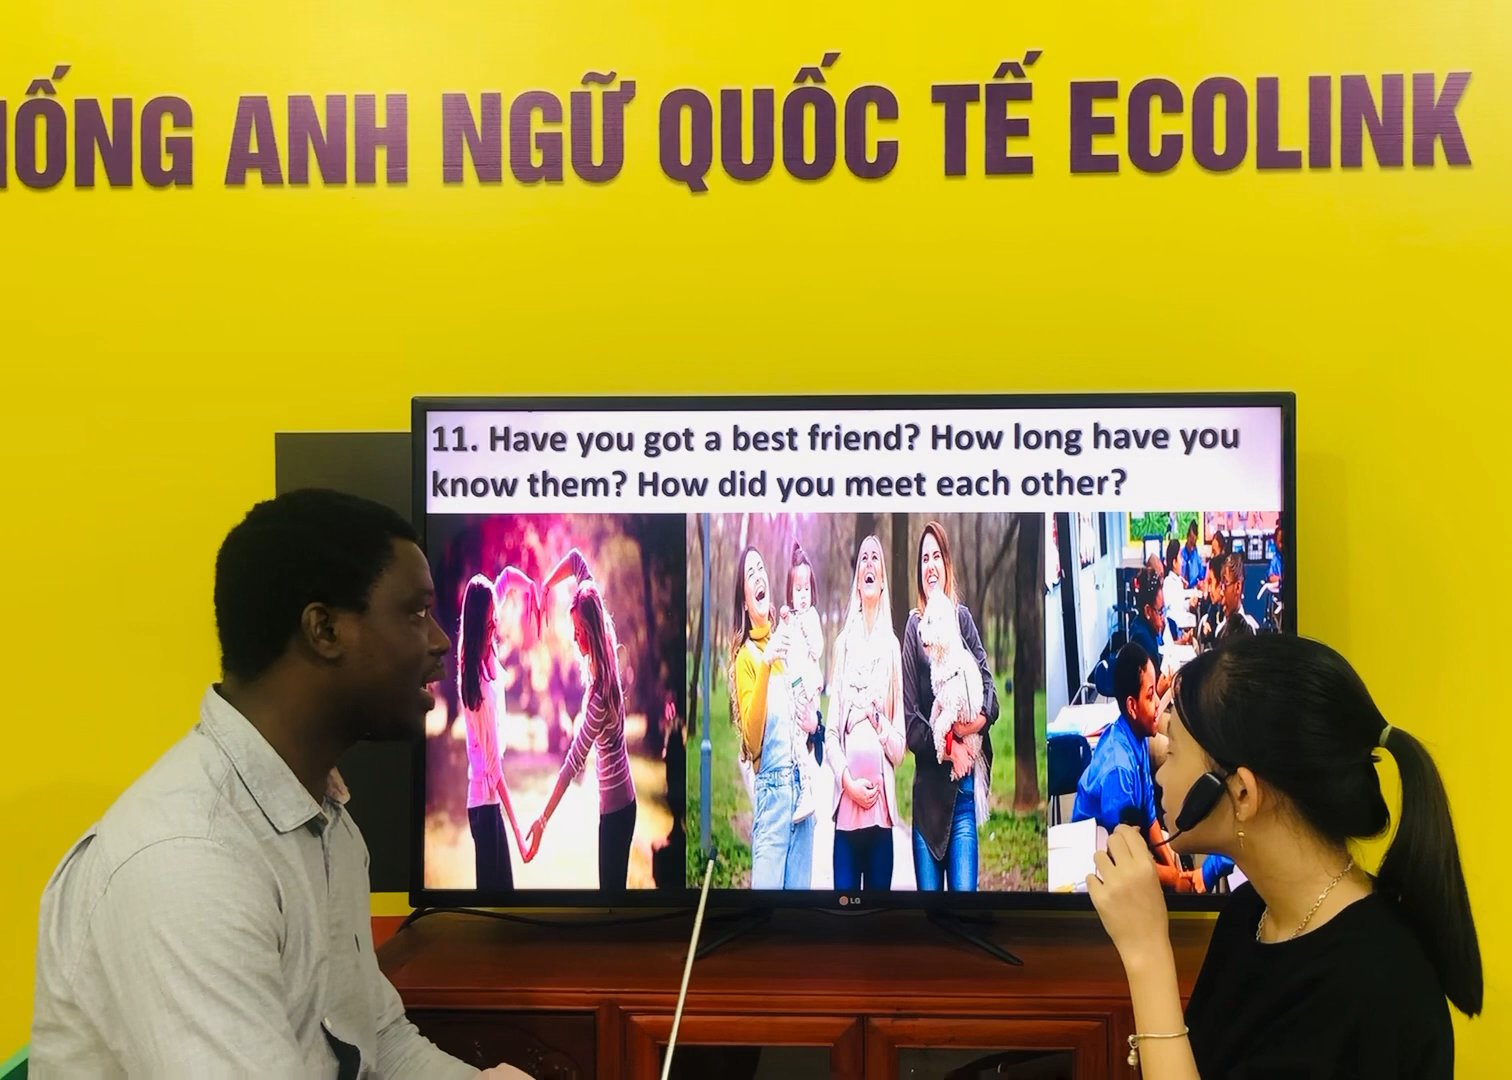 ỐNG ANH NGỮ QUỐC TẾ ECOLINK
11. Have you got a best friend? How long have you
know them? How did you meet each other?
LG